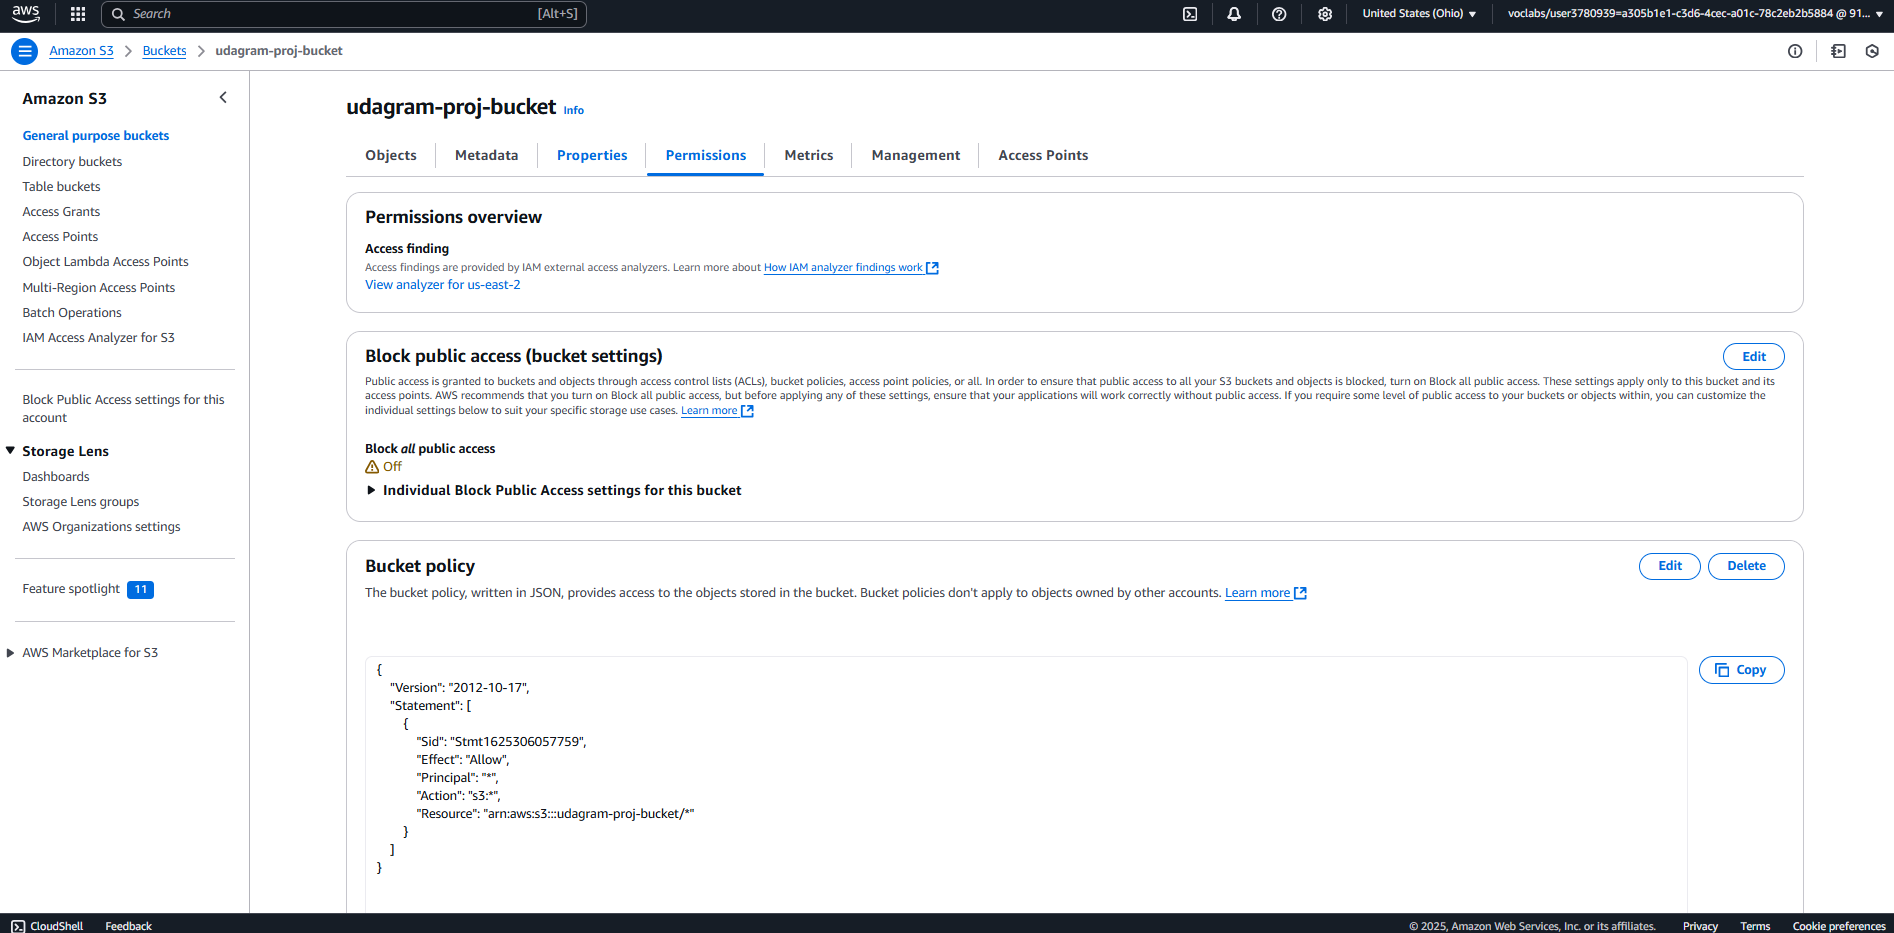 aws
Search
[Alt+S]
United States (Ohio)
voclabs/user3780939=a305b1e1-c3d6-4cec-a01c-78c2eb2b5884 @ 91...
Amazon S3
Buckets
udagram-proj-bucket
Amazon S3
General purpose buckets
Directory buckets
Table buckets
Access Grants
Access Points
Object Lambda Access Points
Multi-Region Access Points
Batch Operations
IAM Access Analyzer for S3
Block Public Access settings for this
account
Storage Lens
Dashboards
Storage Lens groups
AWS Organizations settings
Feature spotlight 11
AWS Marketplace for S3
udagram-proj-bucket Info
Objects
Metadata
Properties
Permissions
Metrics
Management
Access Points
Permissions overview
Access finding
Access findings are provided by IAM external access analyzers. Learn more about How IAM analyzer findings work
View analyzer for us-east-2
Block public access (bucket settings)
Edit
Public access is granted to buckets and objects through access control lists (ACLs), bucket policies, access point policies, or all. In order to ensure that public access to all your S3 buckets and objects is blocked, turn on Block all public access. These settings apply only to this bucket and its
access points. AWS recommends that you turn on Block all public access, but before applying any of these settings, ensure that your applications will work correctly without public access. If you require some level of public access to your buckets or objects within, you can customize the
individual settings below to suit your specific storage use cases. Learn more
Block all public access
Off
Individual Block Public Access settings for this bucket
Bucket policy
Edit
Delete
The bucket policy, written in JSON, provides access to the objects stored in the bucket. Bucket policies don't apply to objects owned by other accounts. Learn more
Copy
{
"Version": "2012-10-17",
"Statement": [
{
"Sid": "Stmt1625306057759",
"Effect": "Allow",
"Principal": "*",
"Action": "s3:*",
"Resource": "arn:aws:s3:::udagram-proj-bucket/*"
}
]
}
CloudShell
Feedback
© 2025, Amazon Web Services, Inc. or its affiliates.
Privacy
Terms
Cookie preferences